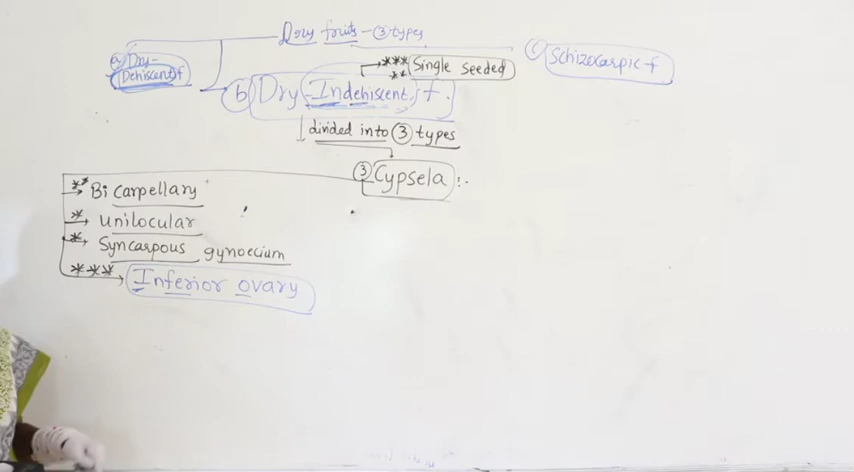 Dry fruits - ③ types
a) Dry-
Dehiscent f
*** Single seeded
**
c) Schizocarpic f
b) Dry - Indehiscent f.
divided into ③ types
③ Cypsela :.
** Bi carpellary
* Unilocular
* Syncarpous gynoecium
*** Inferior ovary